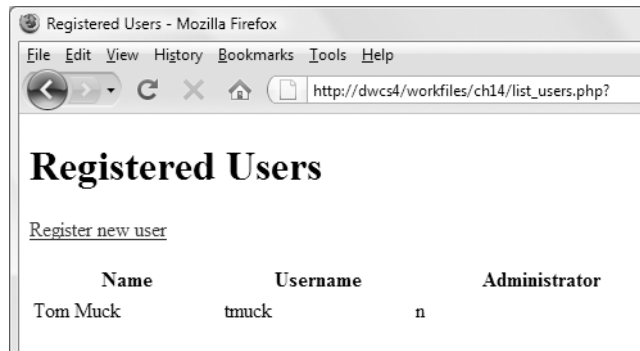 Registered Users - Mozilla Firefox
File Edit View History Bookmarks Tools Help
http://dwcs4/workfiles/ch14/list_users.php?
Registered Users
Register new user
Name Username Administrator
Tom Muck tmuck n